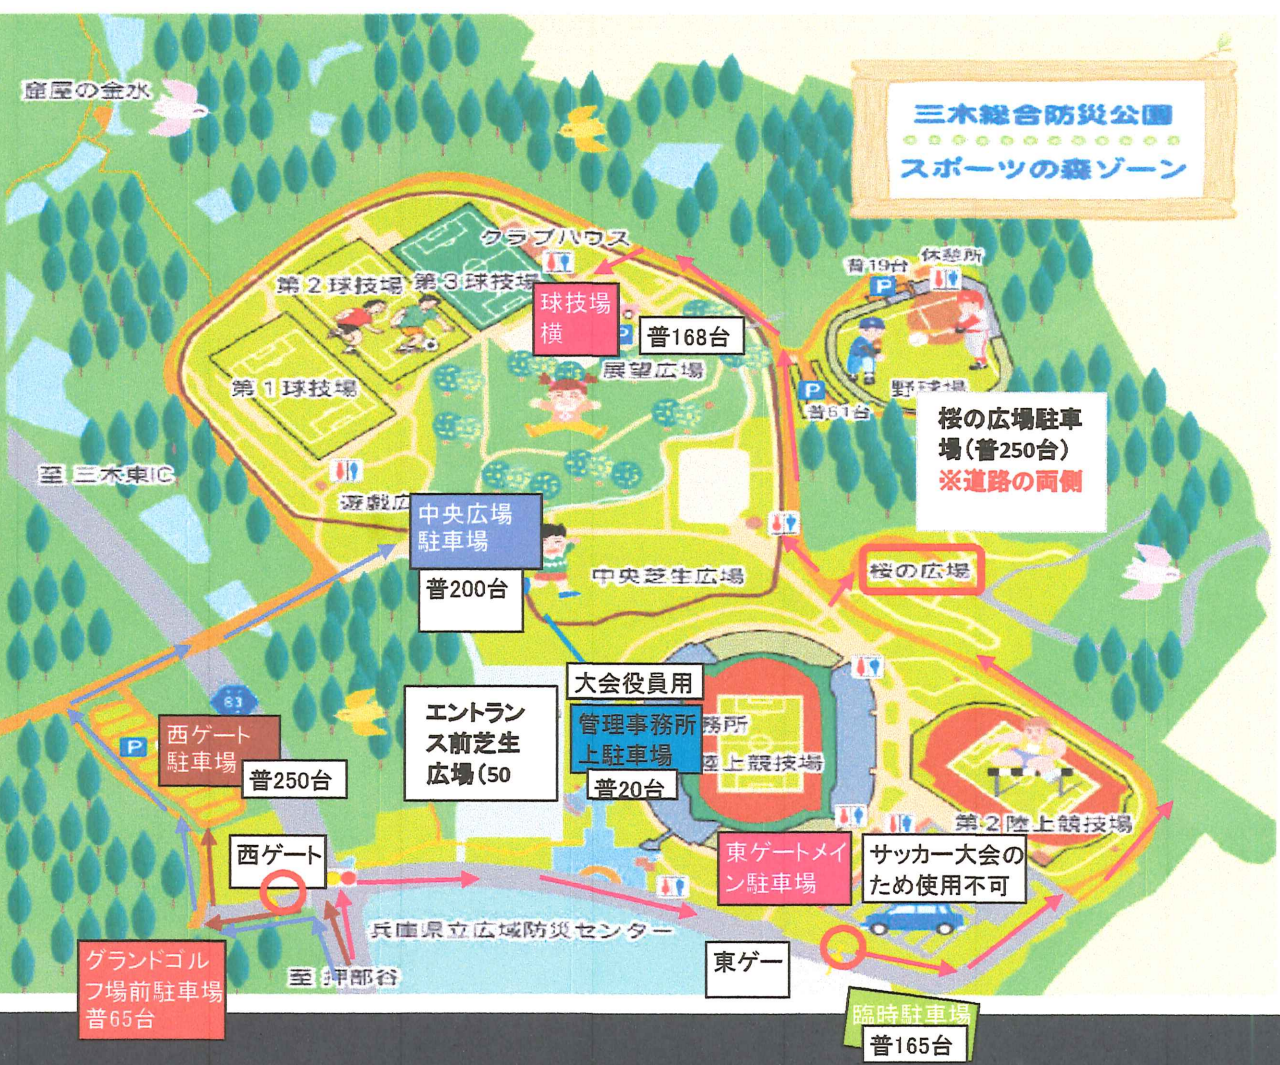 窟屋の金水
三木総合防災公園
スポーツの森ゾーン
クラブハウス
第2球技場
第3球技場
球技場
横
普168台
普19台
休憩所
展望広場
第1球技場
普61台
野球場
桜の広場駐車
場(普250台)
※道路の両側
至 三木東IC
遊戯広
中央広場
駐車場
普200台
中央芝生広場
桜の広場
83
大会役員用
管理事務所
上駐車場
普20台
務所
陸上競技場
エントラン
ス前芝生
広場(50
西ゲート
駐車場
普250台
第2陸上競技場
西ゲート
東ゲートメイ
ン駐車場
サッカー大会の
ため使用不可
兵庫県立広域防災センター
東ゲー
至 押部谷
グランドゴル
フ場前駐車場
普65台
臨時駐車場
普165台
P
P
P
P